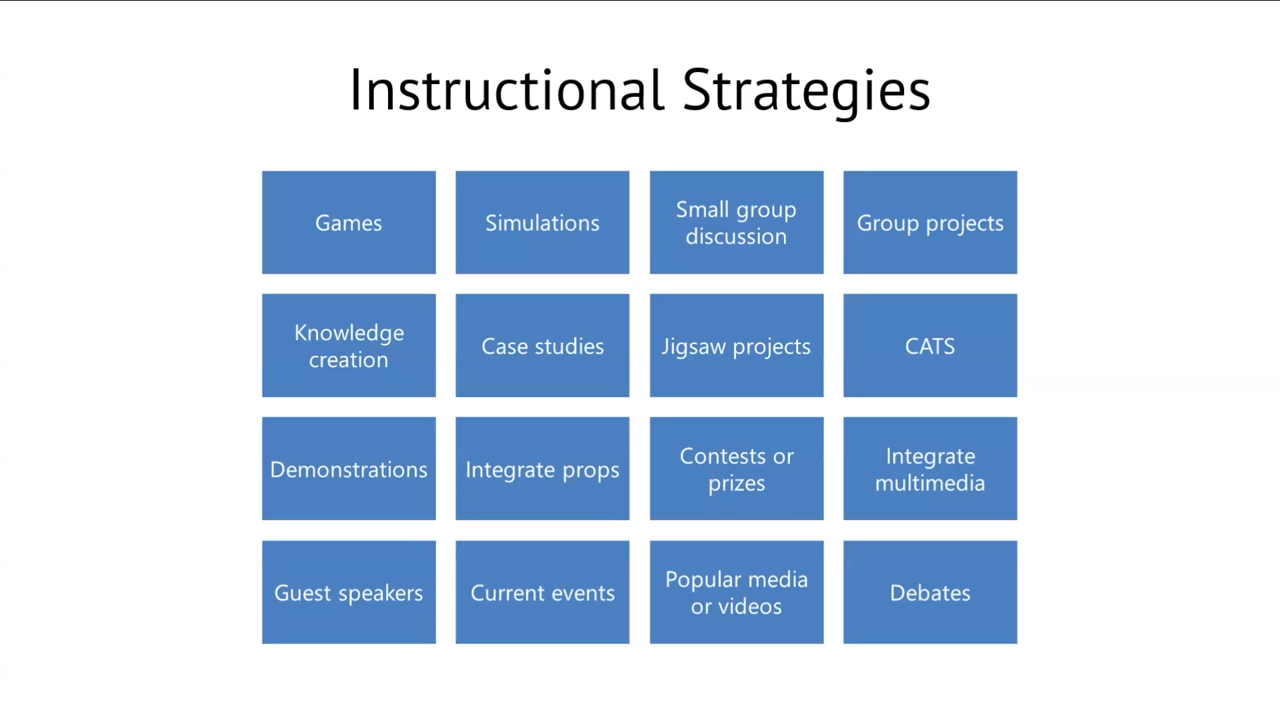 Instructional Strategies
Games
Simulations
Small group
discussion
Group projects
Knowledge
creation
Case studies
Jigsaw projects
CATS
Demonstrations
Integrate props
Contests or
prizes
Integrate
multimedia
Guest speakers
Current events
Popular media
or videos
Debates